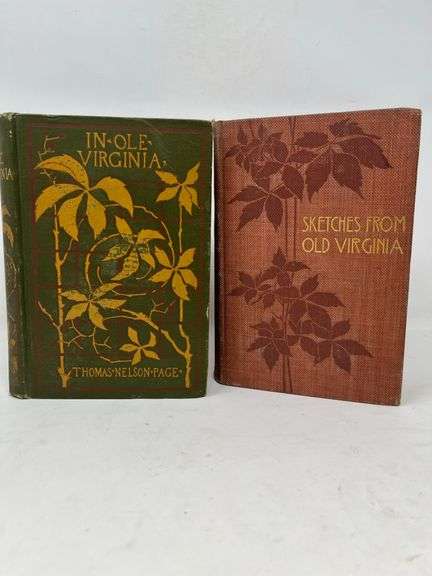 IN·OLE·
VIRGINIA·
THOMAS·NELSON·PAGE·
SKETCHES FROM
OLD VIRGINIA